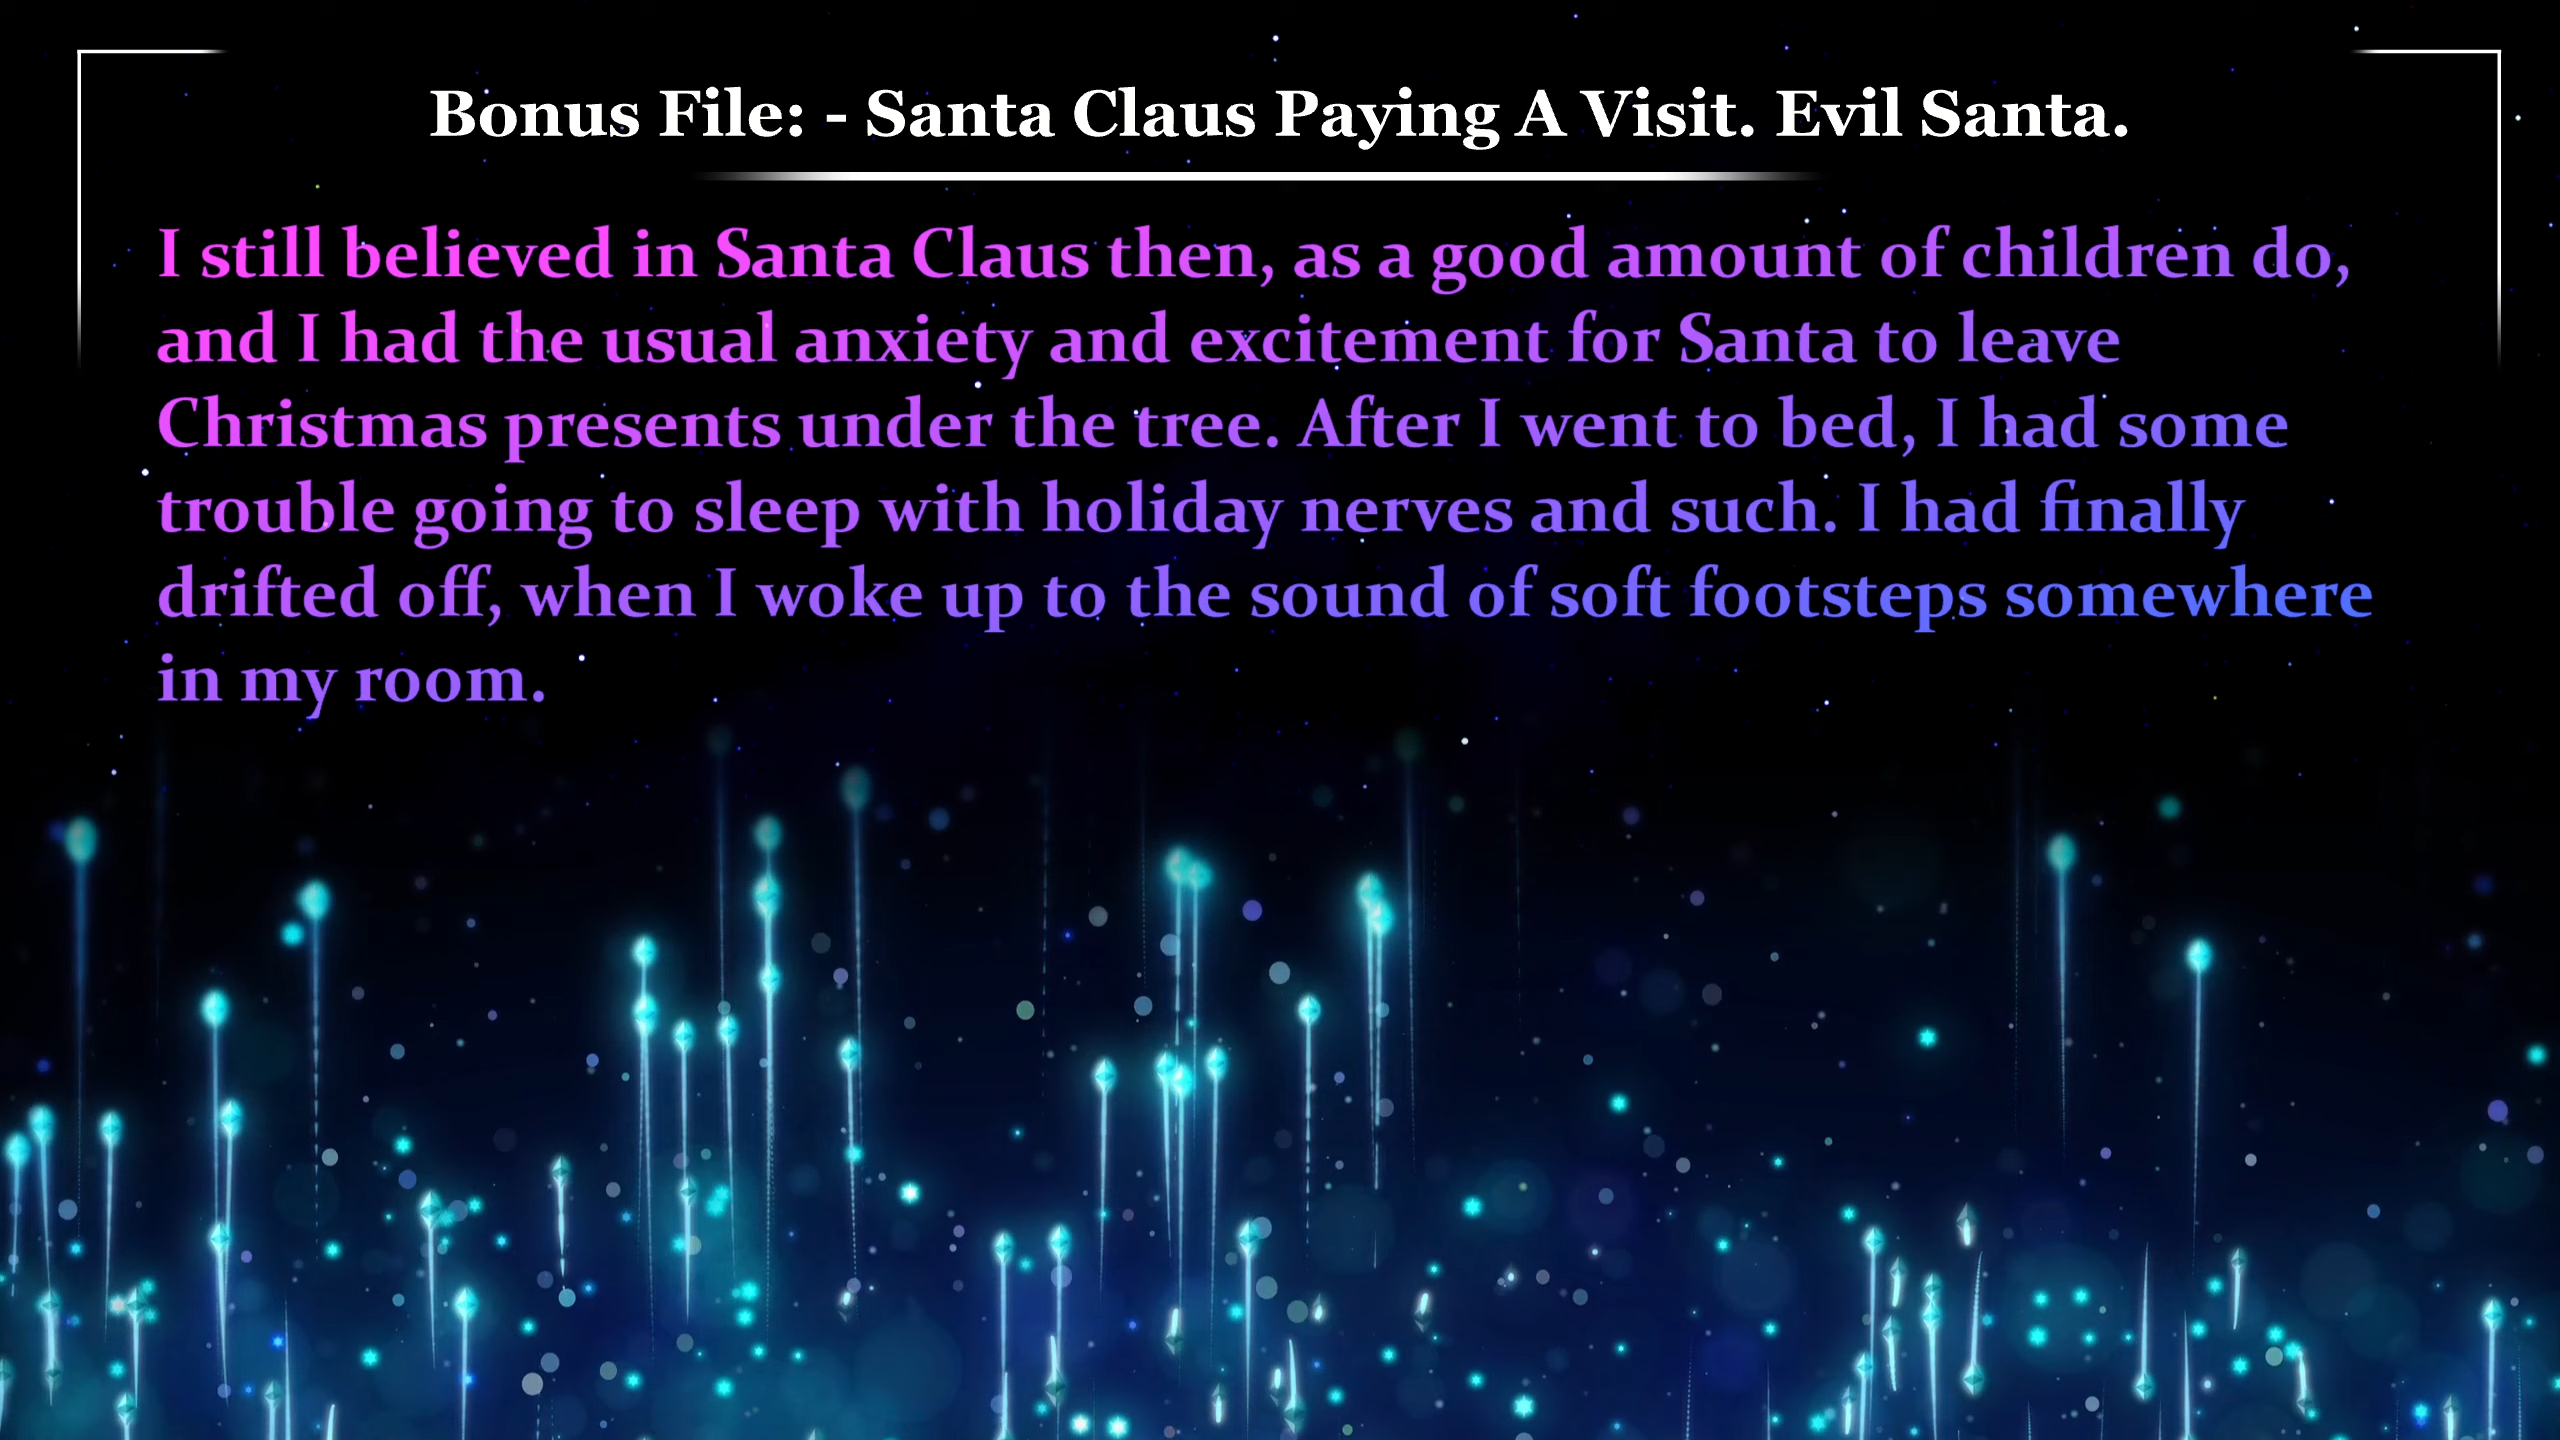 Bonus File: - Santa Claus Paying A Visit. Evil Santa.
I still believed in Santa Claus then, as a good amount of children do,
and I had the usual anxiety and excitement for Santa to leave
Christmas presents under the tree. After I went to bed, I had some
trouble going to sleep with holiday nerves and such. I had finally
drifted off, when I woke up to the sound of soft footsteps somewhere
in my room.